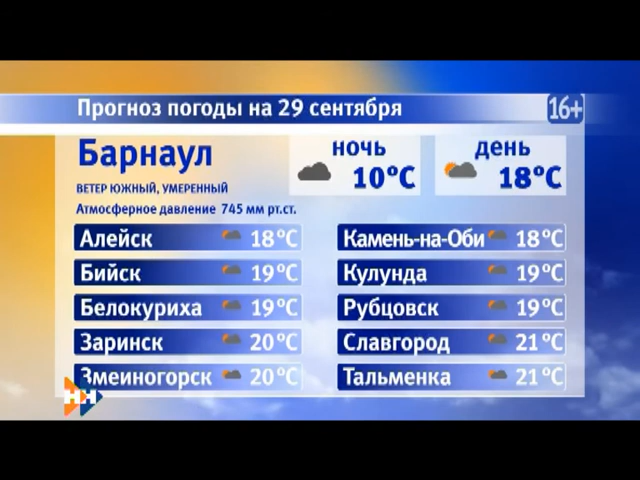 Прогноз погоды на 29 сентября
16+
Барнаул
ночь
10°C
день
18°C
ВЕТЕР ЮЖНЫЙ, УМЕРЕННЫЙ
Атмосферное давление 745 мм рт.ст.
Алейск 18°C
Бийск 19°C
Белокуриха 19°C
Заринск 20°C
Змеиногорск 20°C
Камень-на-Оби 18°C
Кулунда 19°C
Рубцовск 19°C
Славгород 21°C
Тальменка 21°C
НН